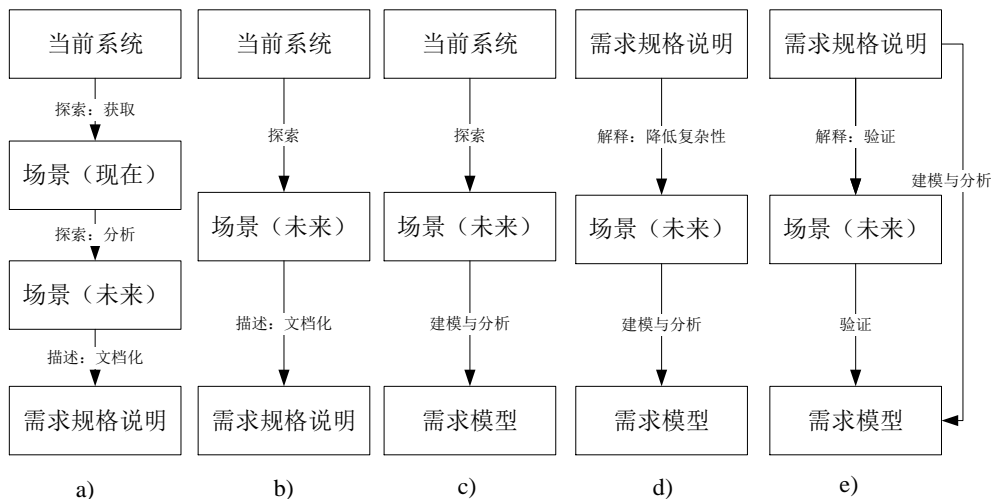 当前系统
探索：获取
场景（现在）
探索：分析
场景（未来）
描述：文档化
需求规格说明
a)
当前系统
探索
场景（未来）
描述：文档化
需求规格说明
b)
当前系统
探索
场景（未来）
建模与分析
需求模型
c)
需求规格说明
解释：降低复杂性
场景（未来）
建模与分析
需求模型
d)
需求规格说明
解释：验证
建模与分析
场景（未来）
验证
需求模型
e)